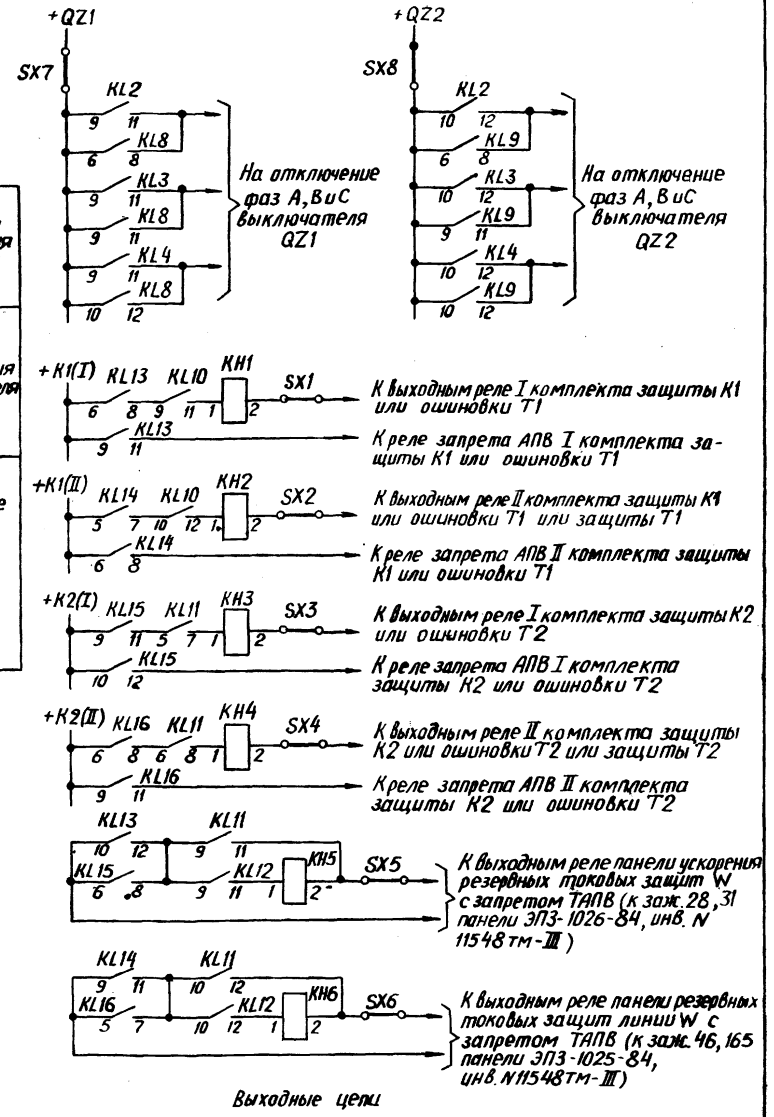 +QZ1
+QZ2
SX7
SX8
KL2
9 11
KL8
6 8
KL3
9 11
KL8
9 11
KL4
9 11
KL8
10 12
На отключение
фаз А, В и С
выключателя
QZ1
KL2
10 12
KL9
6 8
KL3
10 12
KL9
9 11
KL4
10 12
KL9
10 12
На отключение
фаз А, В и С
выключателя
QZ2
+K1(I)
KL13 KL10 KH1 SX1
6 8 9 11 1 2
К выходным реле I комплекта защиты К1
или ошиновки Т1
KL13
9 11
К реле запрета АПВ I комплекта за-
щиты К1 или ошиновки Т1
+K1(II)
KL14 KL10 KH2 SX2
5 7 10 12 1 2
К выходным реле II комплекта защиты К1
или ошиновки Т1 или защиты Т1
KL14
6 8
К реле запрета АПВ II комплекта защиты
К1 или ошиновки Т1
+K2(I)
KL15 KL11 KH3 SX3
9 11 5 7 1 2
К выходным реле I комплекта защиты К2
или ошиновки Т2
KL15
10 12
К реле запрета АПВ I комплекта
защиты К2 или ошиновки Т2
+K2(II)
KL16 KL11 KH4 SX4
6 8 6 8 1 2
К выходным реле II комплекта защиты
К2 или ошиновки Т2 или защиты Т2
KL16
9 11
К реле запрета АПВ II комплекта
защиты К2 или ошиновки Т2
KL13 KL11
10 12 9 11
KL15 KL12 KH5 SX5
6 8 9 11 1 2
К выходным реле панели ускорения
резервных токовых защит W
с запретом ТАПВ (к заж. 28, 31
панели ЭПЗ-1026-84, инв. N
11548 тм-III)
KL14 KL11
9 11 10 12
KL16 KL12 KH6 SX6
5 7 10 12 1 2
К выходным реле панели резервных
токовых защит линии W с
запретом ТАПВ (к заж. 46, 165
панели ЭПЗ-1025-84,
инв. N11548тм-III)
Выходные цепи